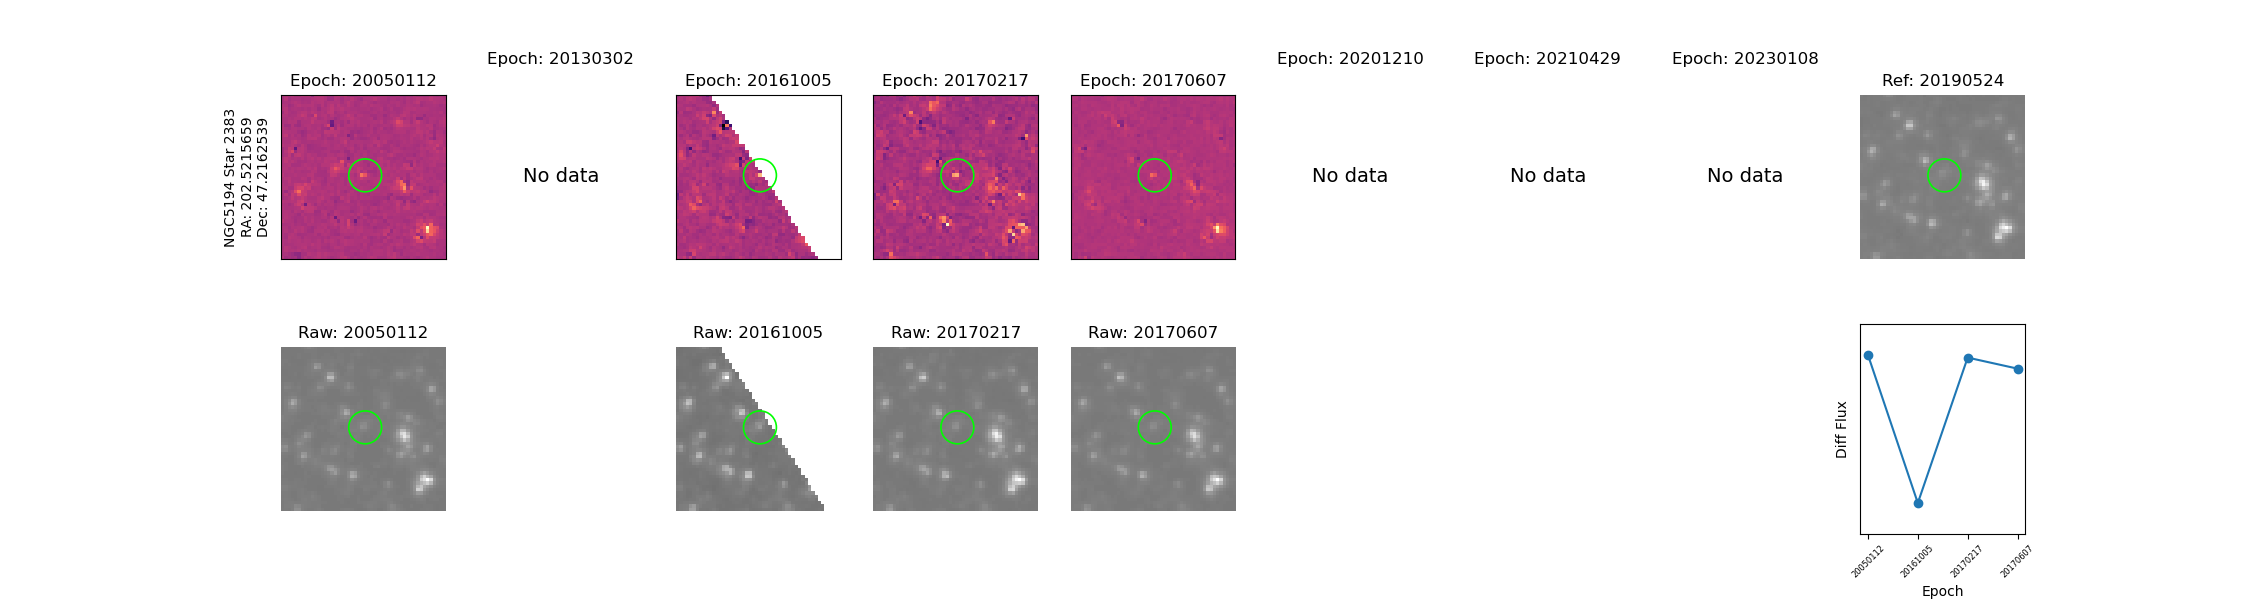 NGC5194 Star 2383
RA: 202.5215659
Dec: 47.2162539
Epoch: 20050112
Epoch: 20130302
No data
Epoch: 20161005
Epoch: 20170217
Epoch: 20170607
Epoch: 20201210
No data
Epoch: 20210429
No data
Epoch: 20230108
No data
Ref: 20190524
Raw: 20050112
Raw: 20161005
Raw: 20170217
Raw: 20170607
Diff Flux
20050112
20161005
20170217
20170607
Epoch